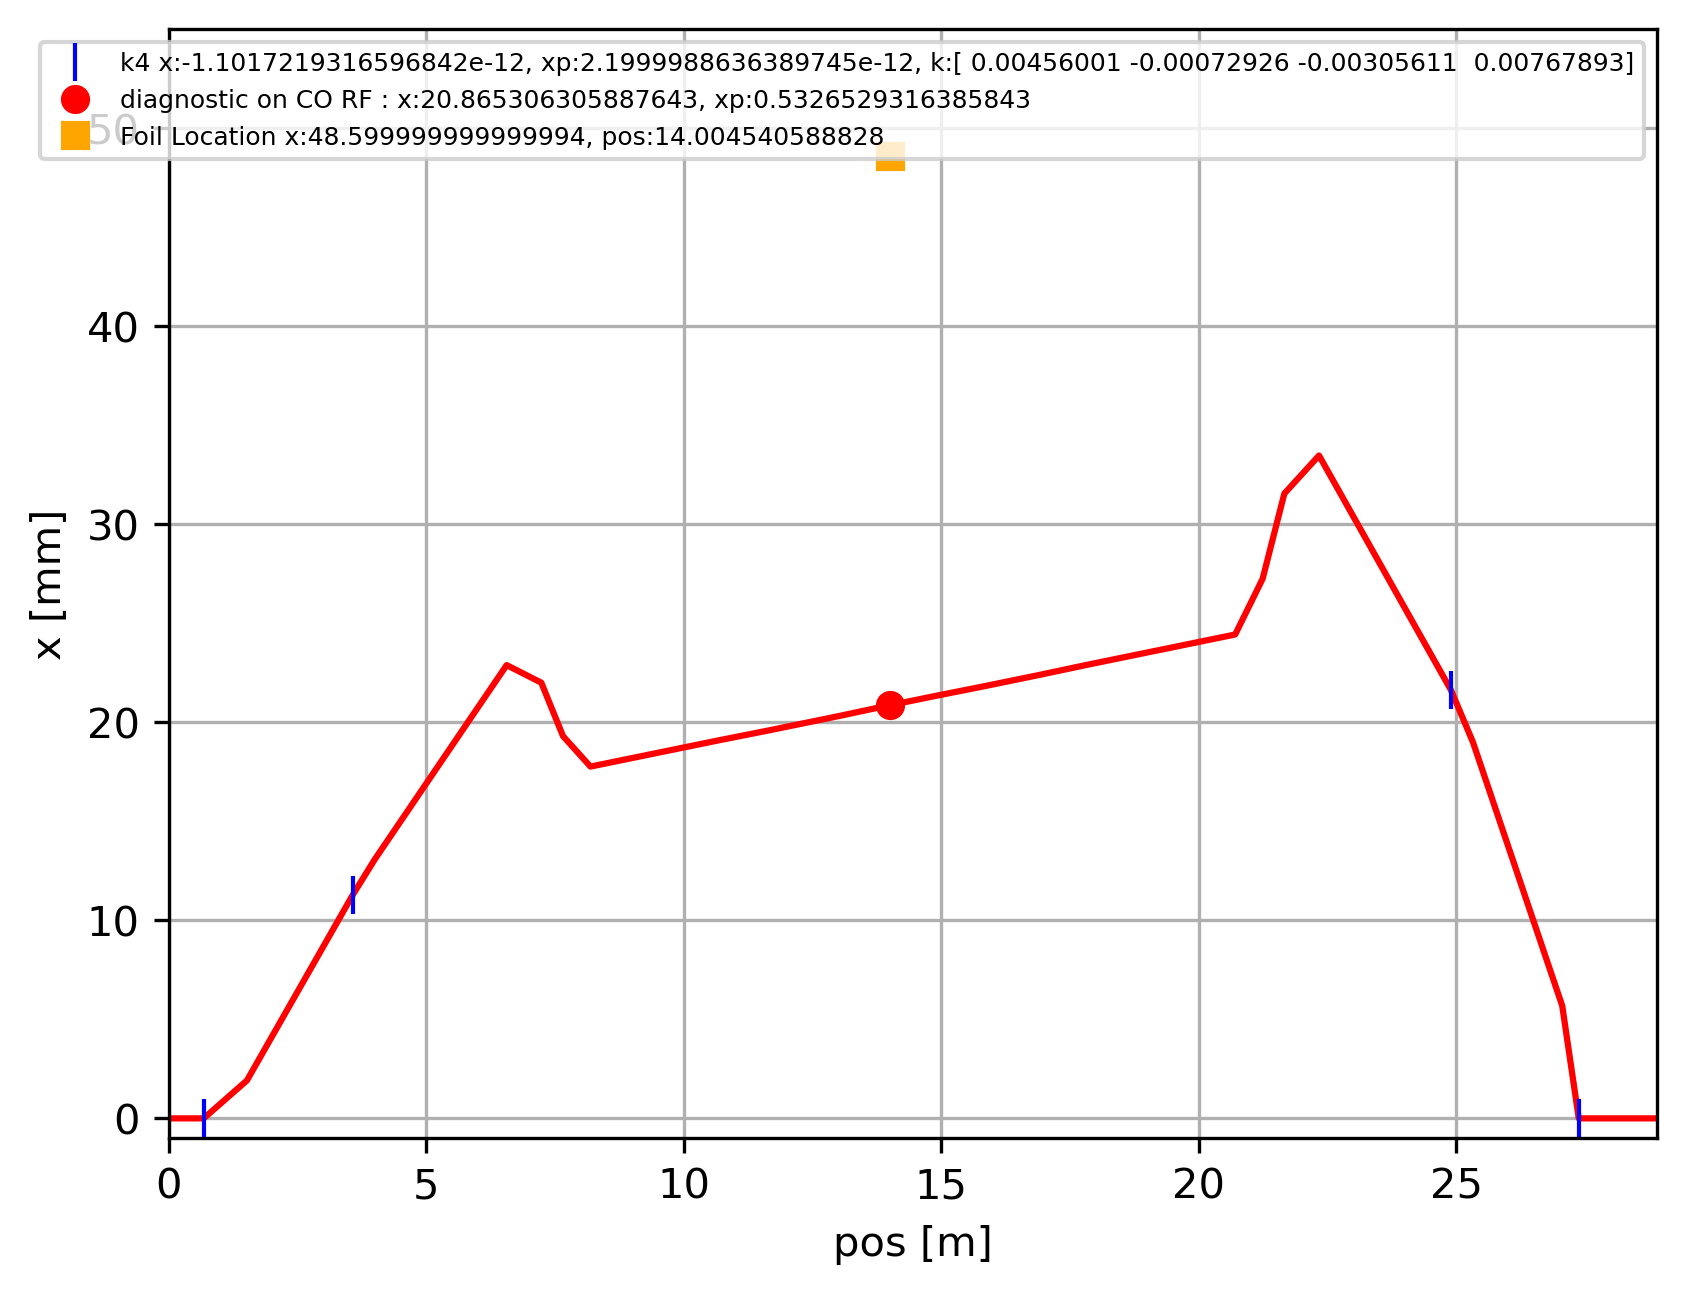 k4 x:-1.1017219316596842e-12, xp:2.1999988636389745e-12, k:[ 0.00456001 -0.00072926 -0.00305611  0.00767893]
diagnostic on CO RF : x:20.865306305887643, xp:0.5326529316385843
Foil Location x:48.599999999999994, pos:14.004540588828
50
40
30
20
10
0
x [mm]
0 5 10 15 20 25
pos [m]